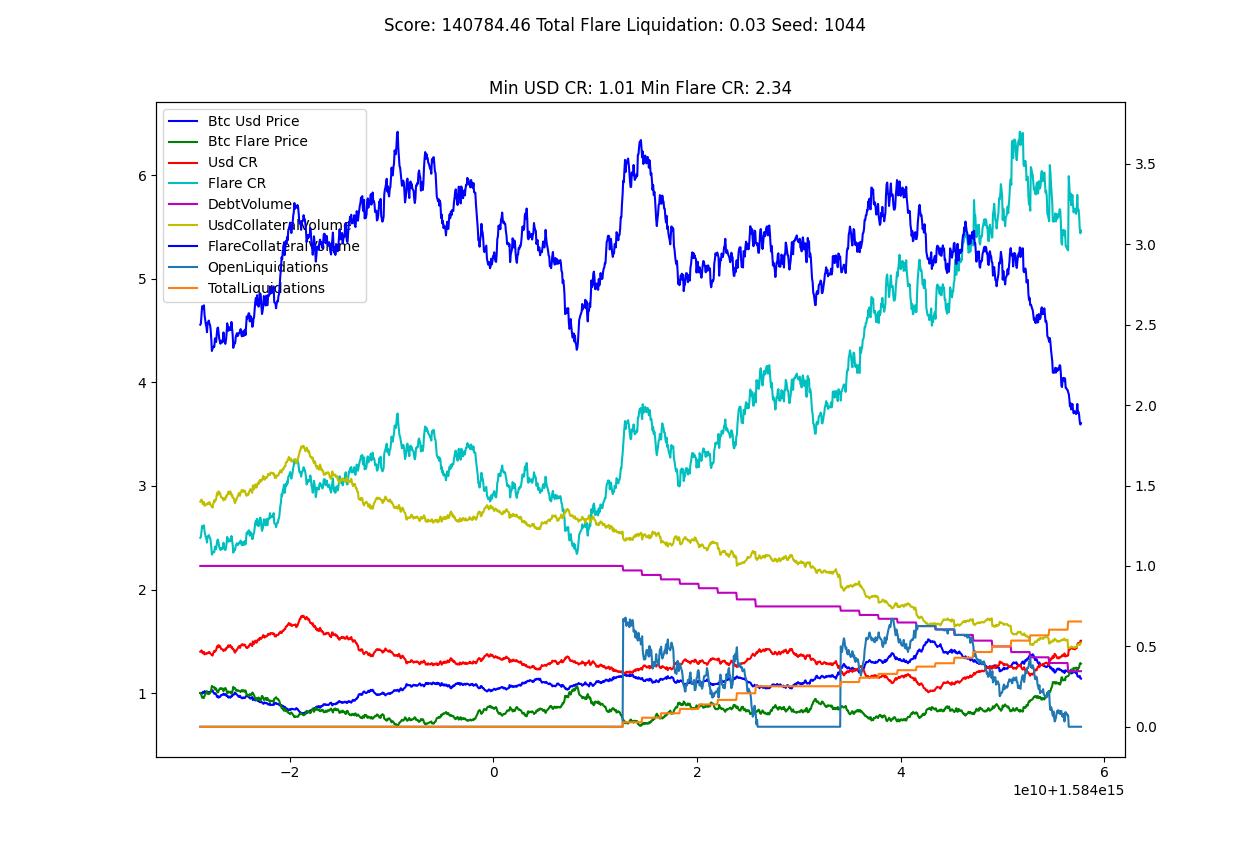 Score: 140784.46 Total Flare Liquidation: 0.03 Seed: 1044
Min USD CR: 1.01 Min Flare CR: 2.34
Btc Usd Price
Btc Flare Price
Usd CR
Flare CR
DebtVolume
UsdCollateralVolume
FlareCollateralVolume
OpenLiquidations
TotalLiquidations
6
5
4
3
2
1
3.5
3.0
2.5
2.0
1.5
1.0
0.5
0.0
−2
0
2
4
6
1e10+1.584e15